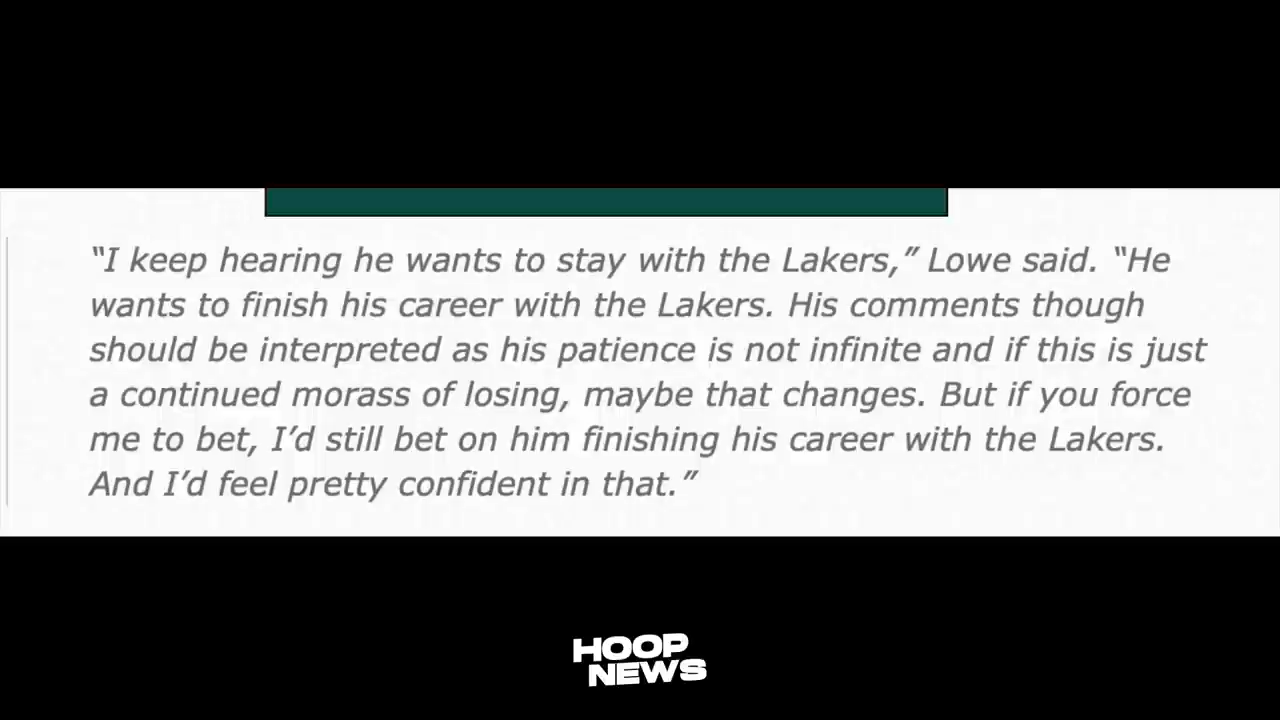 “I keep hearing he wants to stay with the Lakers,” Lowe said. “He
wants to finish his career with the Lakers. His comments though
should be interpreted as his patience is not infinite and if this is just
a continued morass of losing, maybe that changes. But if you force
me to bet, I’d still bet on him finishing his career with the Lakers.
And I’d feel pretty confident in that.”
HOOP
NEWS